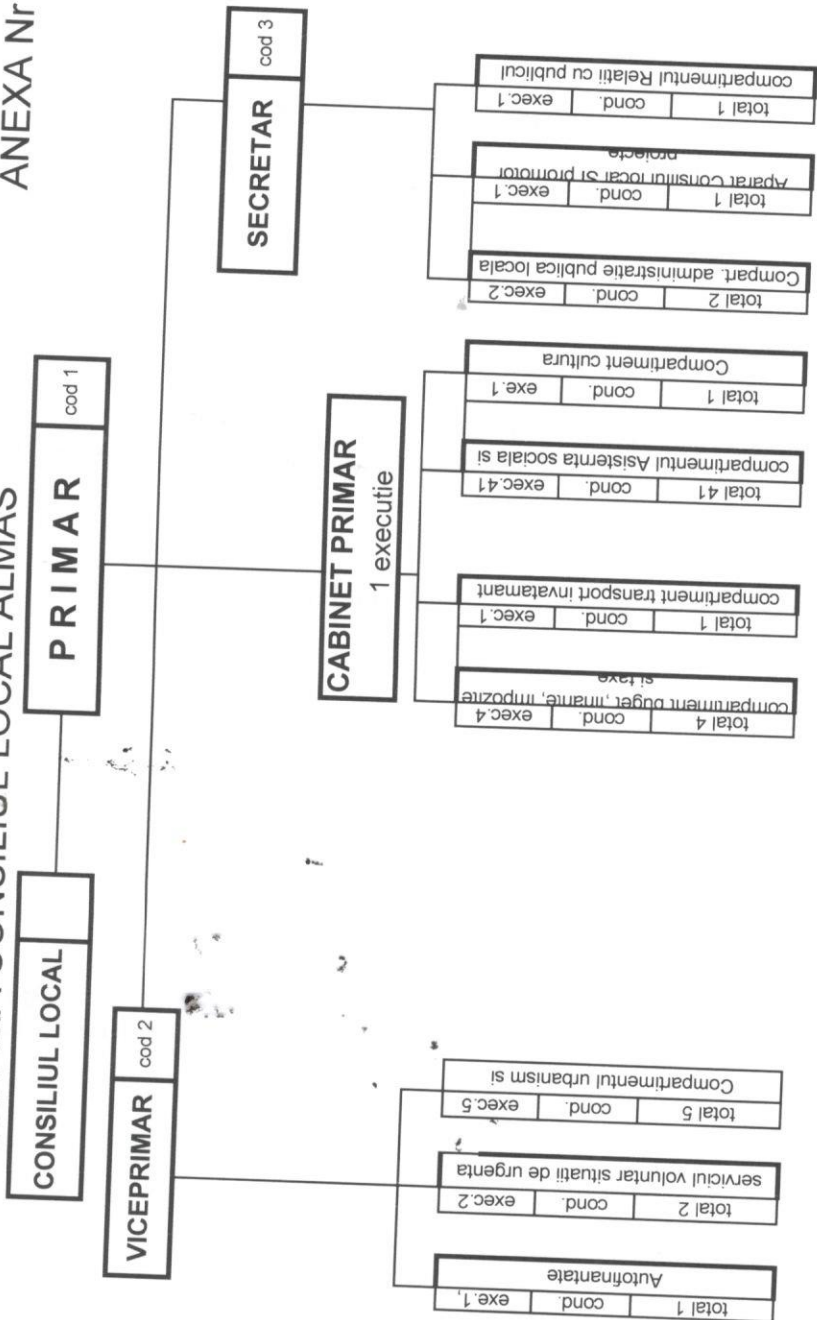 ANEXA Nr
CONSILIUL LOCAL ALMAS
CONSILIUL LOCAL
PRIMAR
cod 1
VICEPRIMAR
cod 2
SECRETAR
cod 3
CABINET PRIMAR
1 executie
total 1 cond. exe.1,
Autofinantate
total 2 cond. exec.2
serviciul voluntar situatii de urgenta
total 5 cond. exec.5
Compartimentul urbanism si
total 4 cond. exec.4
compartiment buget ,finante, impozite
si taxe
total 1 cond. exec.1
compartiment transport invatamant
total 41 cond. exec.41
compartimentul Asistemta sociala si
total 1 cond. exe.1
Compartiment cultura
total 2 cond. exec.2
Compart. administratie publica locala
total 1 cond. exec.1
Aparat Consiliul local SI promotor
proiecte
total 1 cond. exec.1
compartimentul Relatii cu publicul